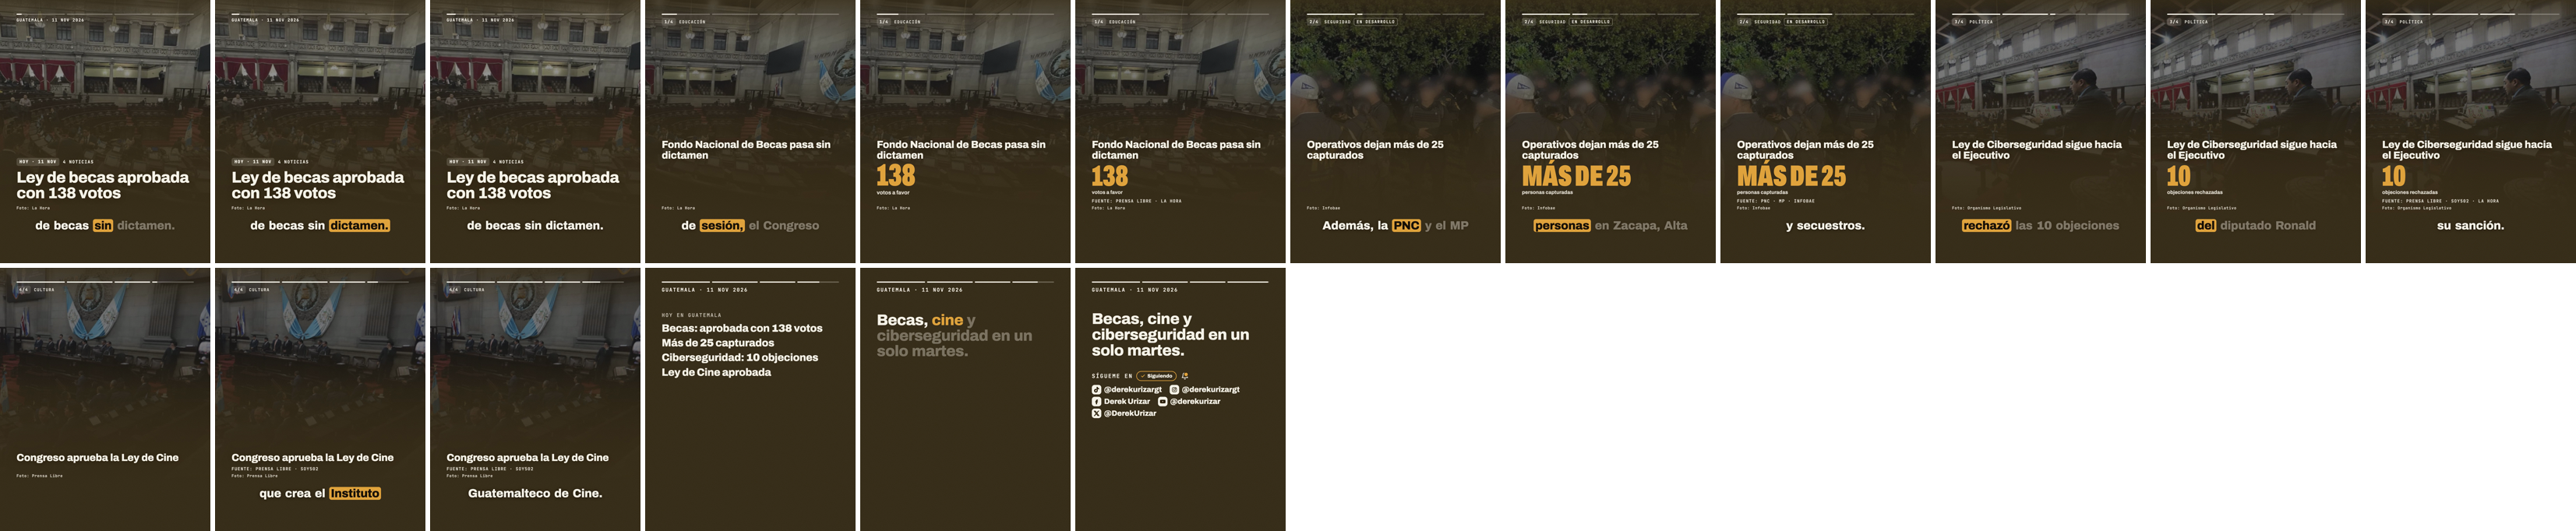 GUATEMALA · 11 NOV 2026
HOY · 11 NOV 4 NOTICIAS
Ley de becas aprobada
con 138 votos
Foto: La Hora
de becas sin dictamen.
GUATEMALA · 11 NOV 2026
HOY · 11 NOV 4 NOTICIAS
Ley de becas aprobada
con 138 votos
Foto: La Hora
de becas sin dictamen.
GUATEMALA · 11 NOV 2026
HOY · 11 NOV 4 NOTICIAS
Ley de becas aprobada
con 138 votos
Foto: La Hora
de becas sin dictamen.
1/4 EDUCACIÓN
Fondo Nacional de Becas pasa sin
dictamen
Foto: La Hora
de sesión, el Congreso
1/4 EDUCACIÓN
Fondo Nacional de Becas pasa sin
dictamen
138
votos a favor
Foto: La Hora
1/4 EDUCACIÓN
Fondo Nacional de Becas pasa sin
dictamen
138
votos a favor
FUENTE: PRENSA LIBRE · LA HORA
Foto: La Hora
2/4 SEGURIDAD EN DESARROLLO
Operativos dejan más de 25
capturados
Foto: Infobae
Además, la PNC y el MP
2/4 SEGURIDAD EN DESARROLLO
Operativos dejan más de 25
capturados
MÁS DE 25
personas capturadas
Foto: Infobae
personas en Zacapa, Alta
2/4 SEGURIDAD EN DESARROLLO
Operativos dejan más de 25
capturados
MÁS DE 25
personas capturadas
FUENTE: PNC · MP · INFOBAE
Foto: Infobae
y secuestros.
3/4 POLÍTICA
Ley de Ciberseguridad sigue hacia
el Ejecutivo
Foto: Organismo Legislativo
rechazó las 10 objeciones
3/4 POLÍTICA
Ley de Ciberseguridad sigue hacia
el Ejecutivo
10
objeciones rechazadas
Foto: Organismo Legislativo
del diputado Ronald
3/4 POLÍTICA
Ley de Ciberseguridad sigue hacia
el Ejecutivo
10
objeciones rechazadas
FUENTE: PRENSA LIBRE · SOY502 · LA HORA
Foto: Organismo Legislativo
su sanción.
4/4 CULTURA
Congreso aprueba la Ley de Cine
Foto: Prensa Libre
4/4 CULTURA
Congreso aprueba la Ley de Cine
FUENTE: PRENSA LIBRE · SOY502
Foto: Prensa Libre
que crea el Instituto
4/4 CULTURA
Congreso aprueba la Ley de Cine
FUENTE: PRENSA LIBRE · SOY502
Foto: Prensa Libre
Guatemalteco de Cine.
GUATEMALA · 11 NOV 2026
HOY EN GUATEMALA
Becas: aprobada con 138 votos
Más de 25 capturados
Ciberseguridad: 10 objeciones
Ley de Cine aprobada
GUATEMALA · 11 NOV 2026
Becas, cine y
ciberseguridad en un
solo martes.
GUATEMALA · 11 NOV 2026
Becas, cine y
ciberseguridad en un
solo martes.
SÍGUEME EN ✓ Siguiendo
@derekurizargt @derekurizargt
Derek Urizar @derekurizar
@DerekUrizar